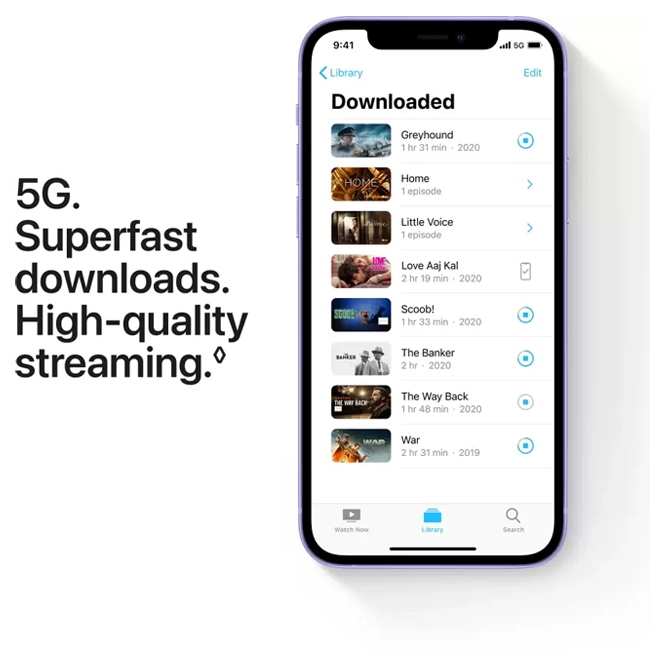 5G.
Superfast
downloads.
High-quality
streaming.◊
9:41
5G
Library
Edit
Downloaded
Greyhound
1 hr 31 min · 2020
HOME
Home
1 episode
Little Voice
1 episode
LOVE
Love Aaj Kal
2 hr 19 min · 2020
SCOOB!
Scoob!
1 hr 33 min · 2020
BANKER
The Banker
2 hr · 2020
THE WAY BACK
The Way Back
1 hr 48 min · 2020
WAR
War
2 hr 31 min · 2019
Watch Now
Library
Search